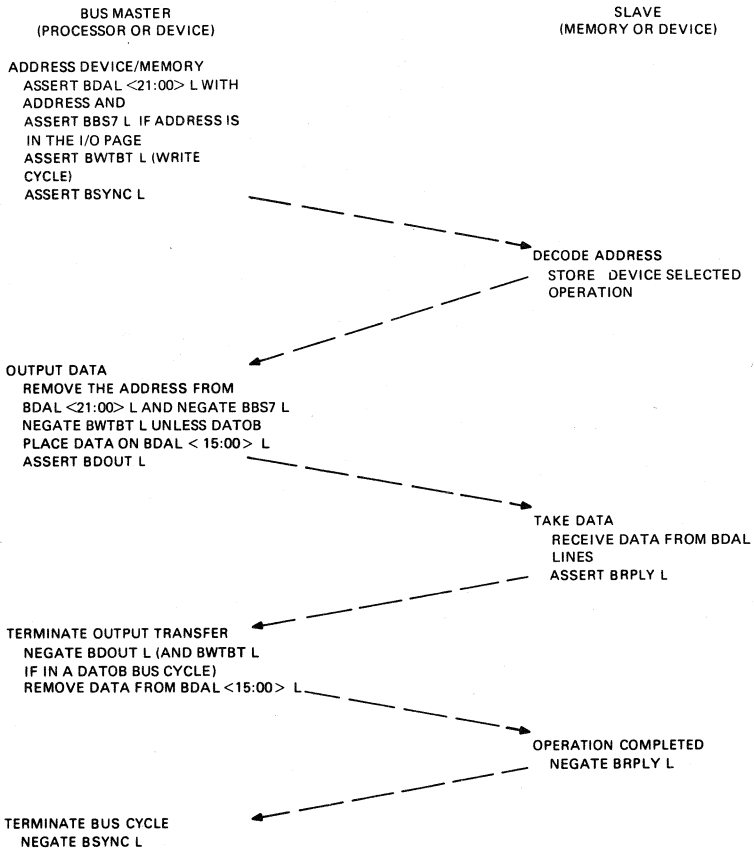 BUS MASTER
(PROCESSOR OR DEVICE)
SLAVE
(MEMORY OR DEVICE)
ADDRESS DEVICE/MEMORY
ASSERT BDAL <21:00> L WITH
ADDRESS AND
ASSERT BBS7 L IF ADDRESS IS
IN THE I/O PAGE
ASSERT BWTBT L (WRITE
CYCLE)
ASSERT BSYNC L
DECODE ADDRESS
STORE DEVICE SELECTED
OPERATION
OUTPUT DATA
REMOVE THE ADDRESS FROM
BDAL <21:00> L AND NEGATE BBS7 L
NEGATE BWTBT L UNLESS DATOB
PLACE DATA ON BDAL < 15:00> L
ASSERT BDOUT L
TAKE DATA
RECEIVE DATA FROM BDAL
LINES
ASSERT BRPLY L
TERMINATE OUTPUT TRANSFER
NEGATE BDOUT L (AND BWTBT L
IF IN A DATOB BUS CYCLE)
REMOVE DATA FROM BDAL <15:00> L
OPERATION COMPLETED
NEGATE BRPLY L
TERMINATE BUS CYCLE
NEGATE BSYNC L